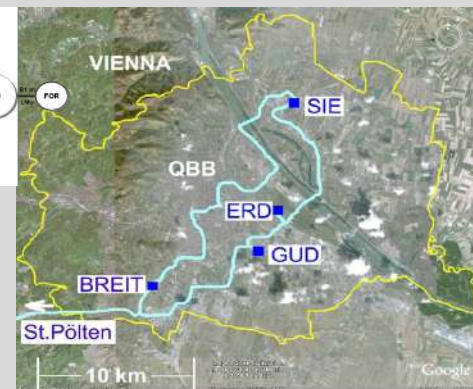 VIENNA
FOR
SIE
QBB
ERD
GUD
BREIT
St.Pölten
10 km
Google